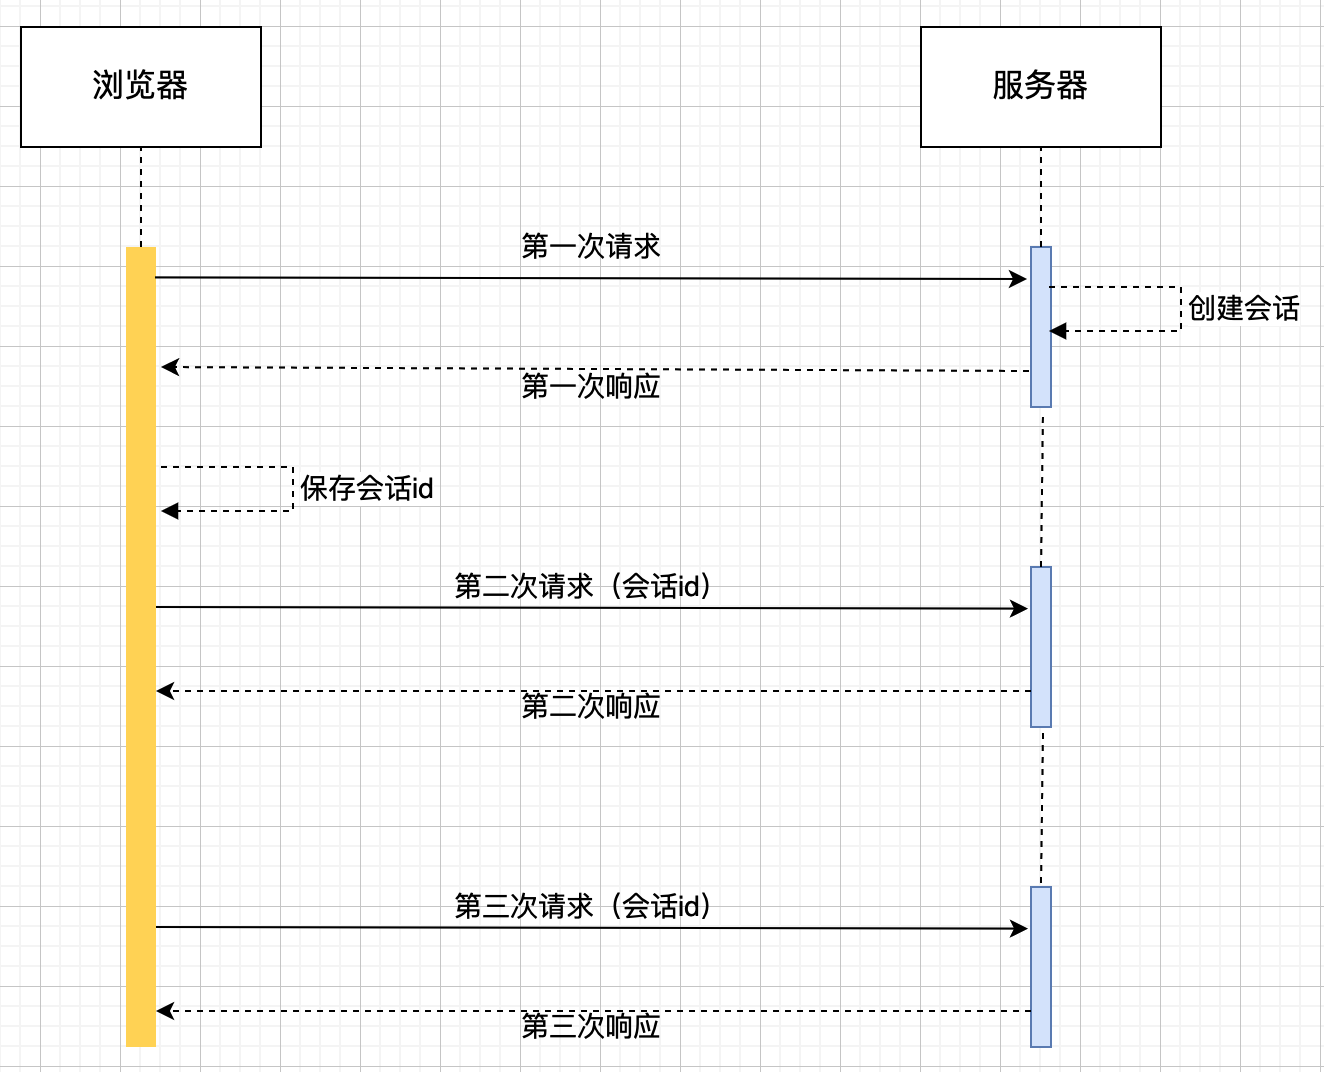 浏览器
服务器
第一次请求
创建会话
第一次响应
保存会话id
第二次请求（会话id）
第二次响应
第三次请求（会话id）
第三次响应